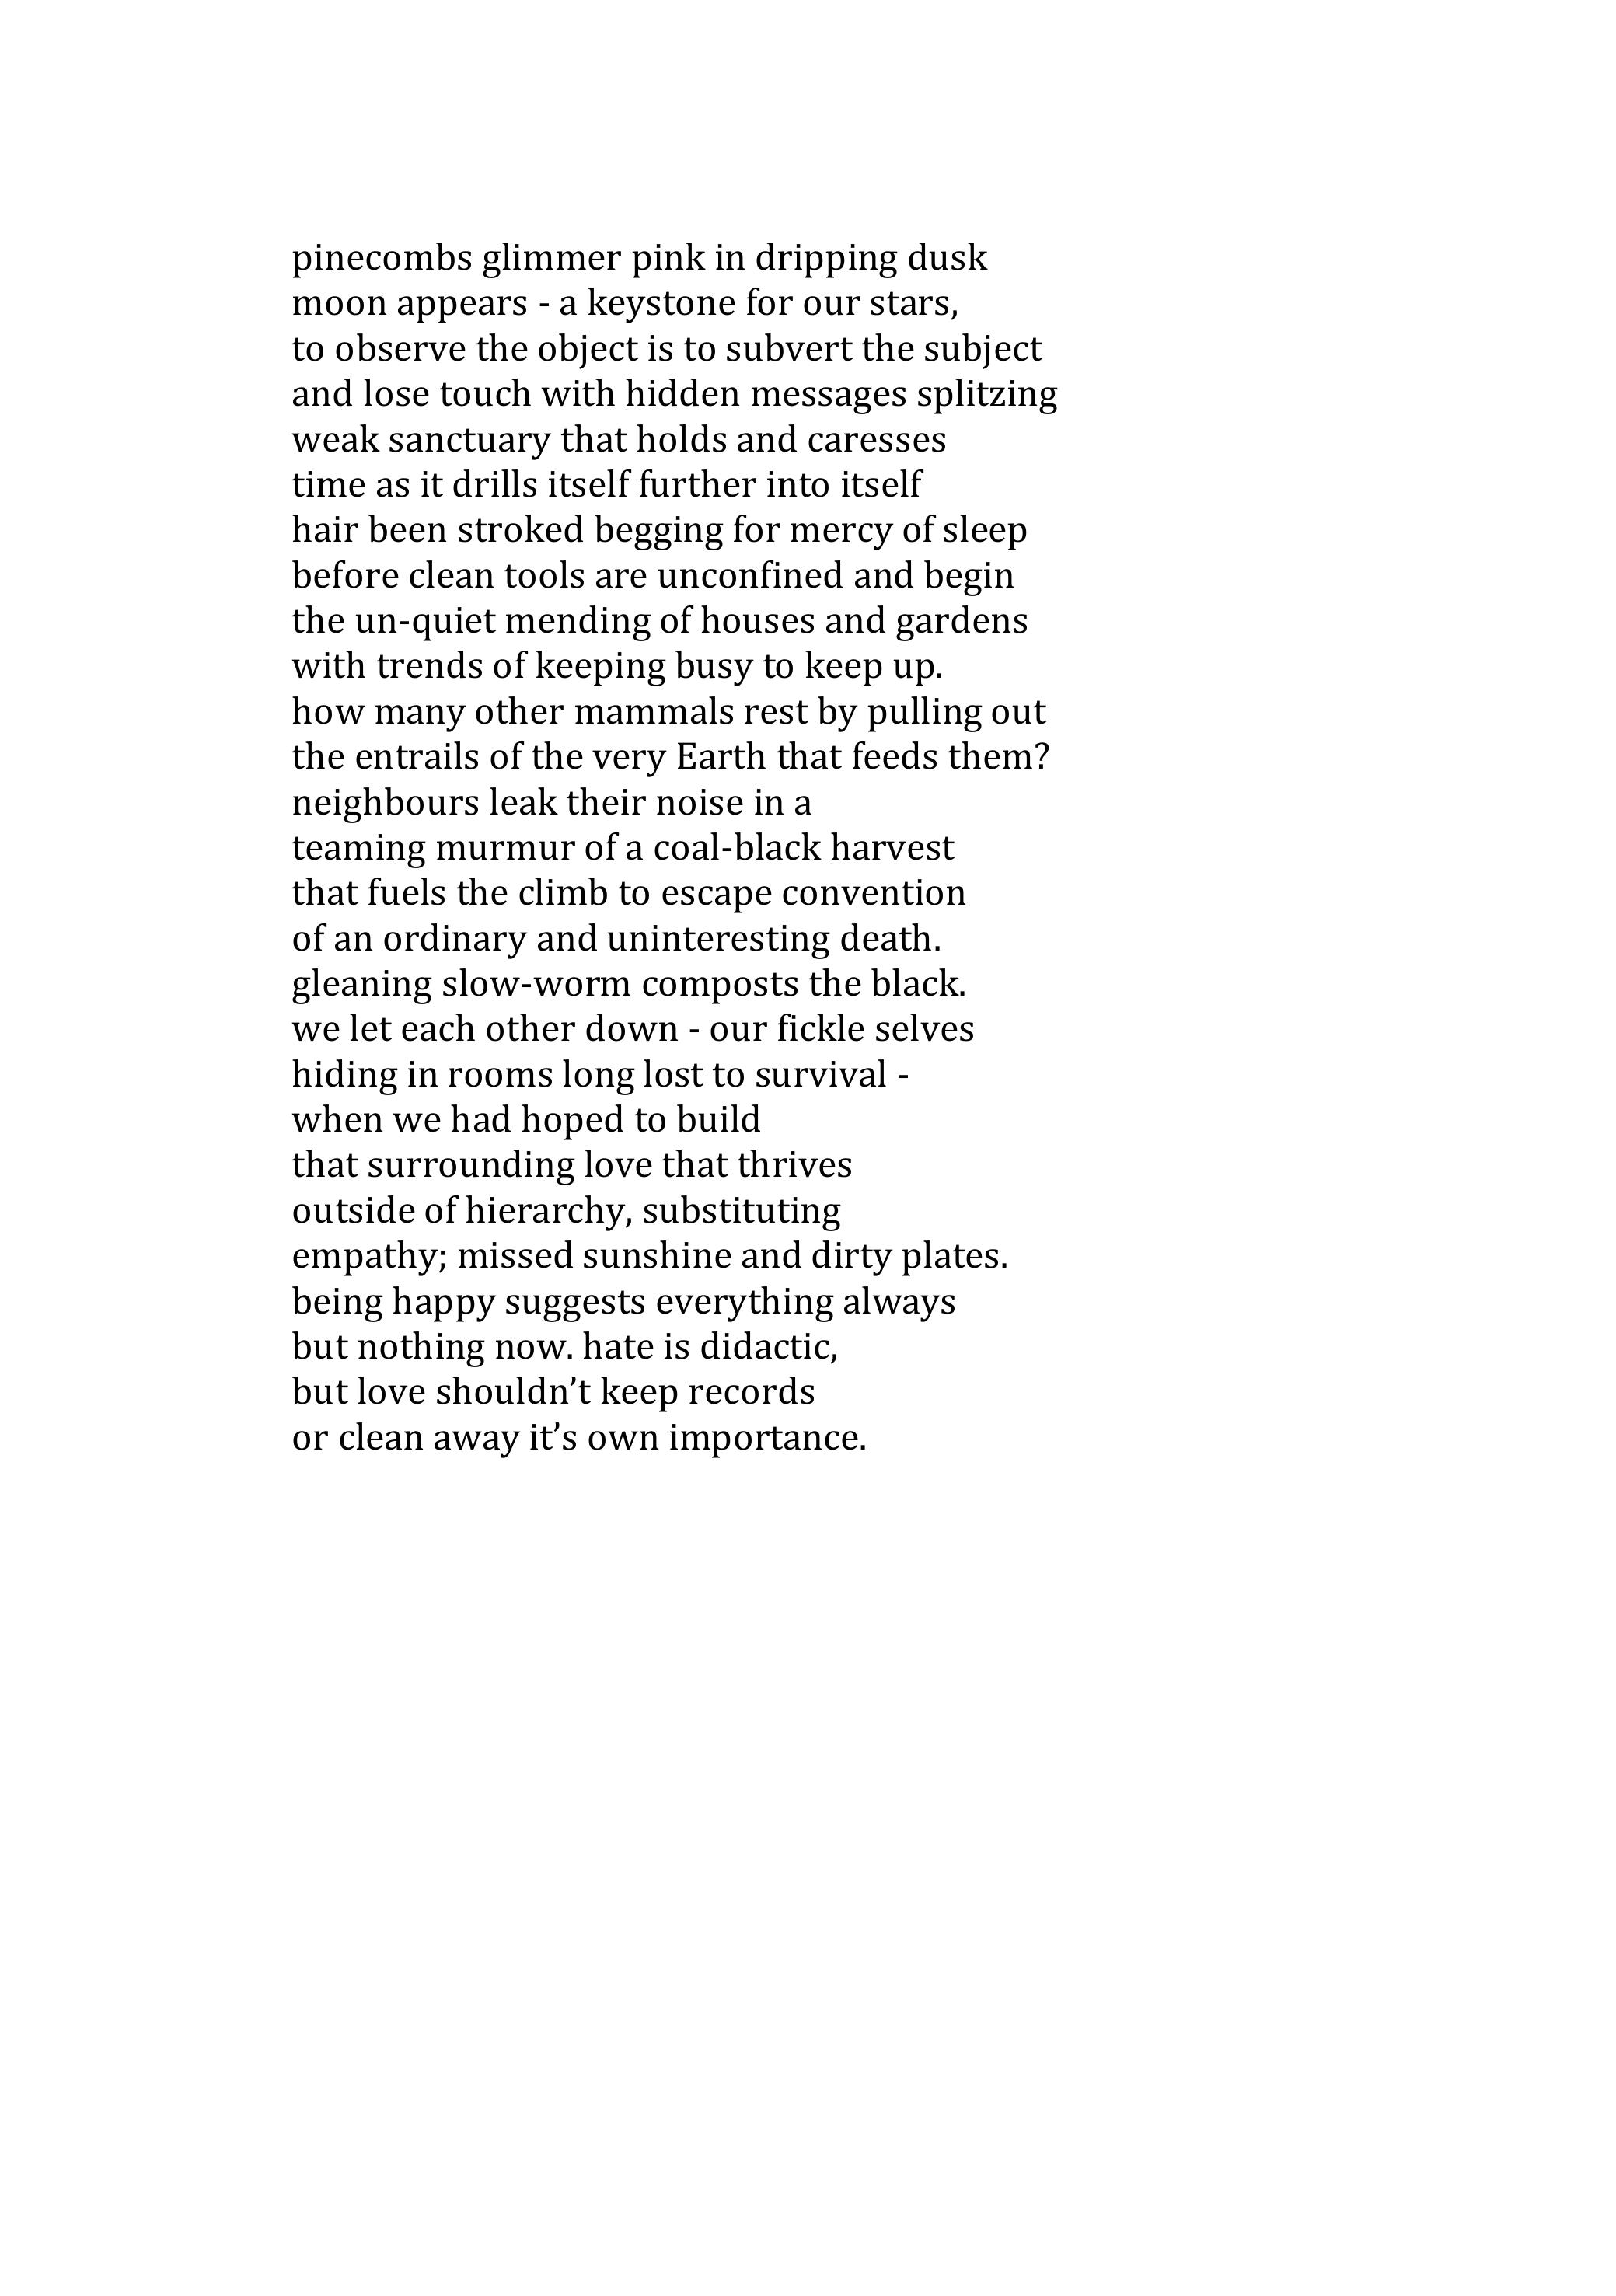 pinecombs glimmer pink in dripping dusk
moon appears - a keystone for our stars,
to observe the object is to subvert the subject
and lose touch with hidden messages splitzing
weak sanctuary that holds and caresses
time as it drills itself further into itself
hair been stroked begging for mercy of sleep
before clean tools are unconfined and begin
the un-quiet mending of houses and gardens
with trends of keeping busy to keep up.
how many other mammals rest by pulling out
the entrails of the very Earth that feeds them?
neighbours leak their noise in a
teaming murmur of a coal-black harvest
that fuels the climb to escape convention
of an ordinary and uninteresting death.
gleaning slow-worm composts the black.
we let each other down - our fickle selves
hiding in rooms long lost to survival -
when we had hoped to build
that surrounding love that thrives
outside of hierarchy, substituting
empathy; missed sunshine and dirty plates.
being happy suggests everything always
but nothing now. hate is didactic,
but love shouldn’t keep records
or clean away it’s own importance.